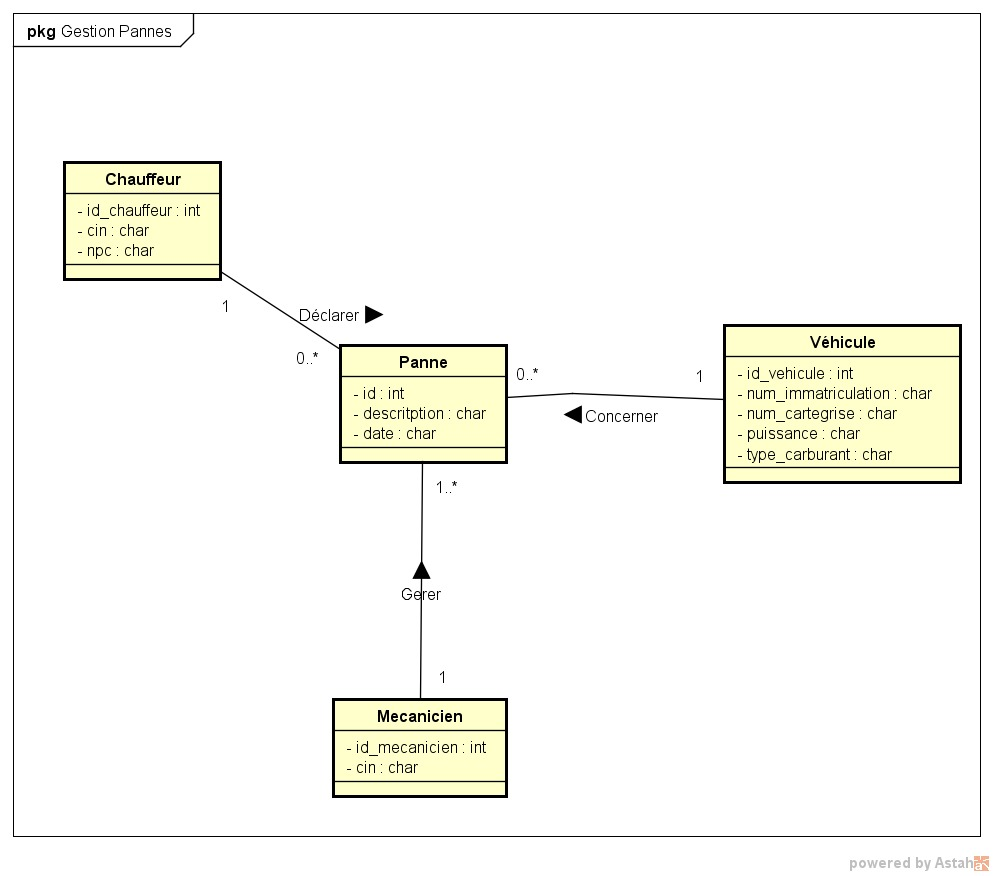 pkg Gestion Pannes
Chauffeur
- id_chauffeur : int
- cin : char
- npc : char
1
Déclarer
0..*
Panne
- id : int
- descritption : char
- date : char
0..*
1
Concerner
Véhicule
- id_vehicule : int
- num_immatriculation : char
- num_cartegrise : char
- puissance : char
- type_carburant : char
1..*
Gerer
1
Mecanicien
- id_mecanicien : int
- cin : char
powered by Astah